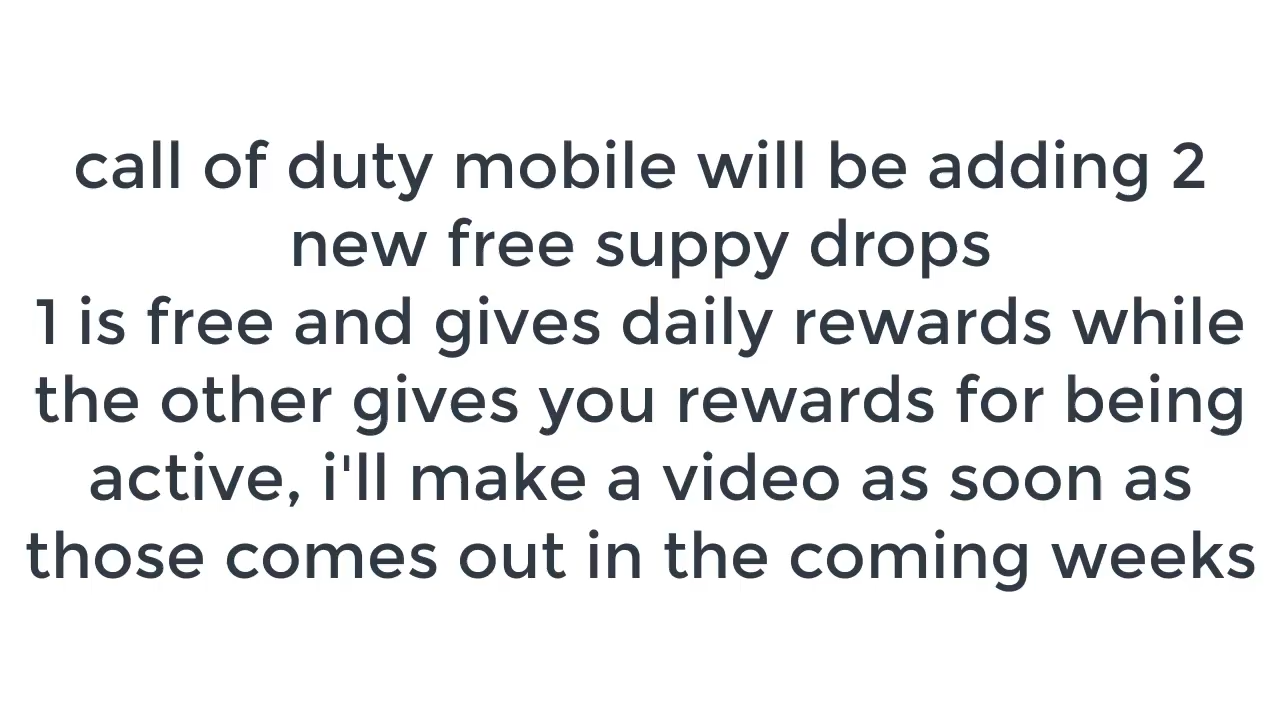 call of duty mobile will be adding 2
new free suppy drops
1 is free and gives daily rewards while
the other gives you rewards for being
active, i'll make a video as soon as
those comes out in the coming weeks